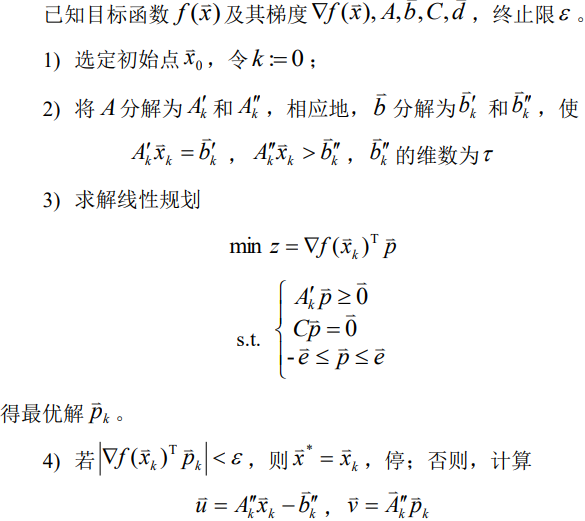 已知目标函数 $f(\vec{x})$ 及其梯度 $\nabla f(\vec{x}), A, \vec{b}, C, \vec{d}$，终止限 $\varepsilon$。
1) 选定初始点 $\vec{x}_0$，令 $k := 0$；
2) 将 $A$ 分解为 $A'_k$ 和 $A''_k$，相应地，$\vec{b}$ 分解为 $\vec{b}'_k$ 和 $\vec{b}''_k$，使
$A'_k \vec{x}_k = \vec{b}'_k$，$A''_k \vec{x}_k > \vec{b}''_k$，$\vec{b}''_k$ 的维数为 $\tau$
3) 求解线性规划
$\min z = \nabla f(\vec{x}_k)^{\mathrm{T}} \vec{p}$
s.t. $\begin{cases} A'_k \vec{p} \geq \vec{0} \\ C\vec{p} = \vec{0} \\ -\vec{e} \leq \vec{p} \leq \vec{e} \end{cases}$
得最优解 $\vec{p}_k$。
4) 若 $\left| \nabla f(\vec{x}_k)^{\mathrm{T}} \vec{p}_k \right| < \varepsilon$，则 $\vec{x}^* = \vec{x}_k$，停；否则，计算
$\vec{u} = A''_k \vec{x}_k - \vec{b}''_k$，$\vec{v} = \vec{A}''_k \vec{p}_k$